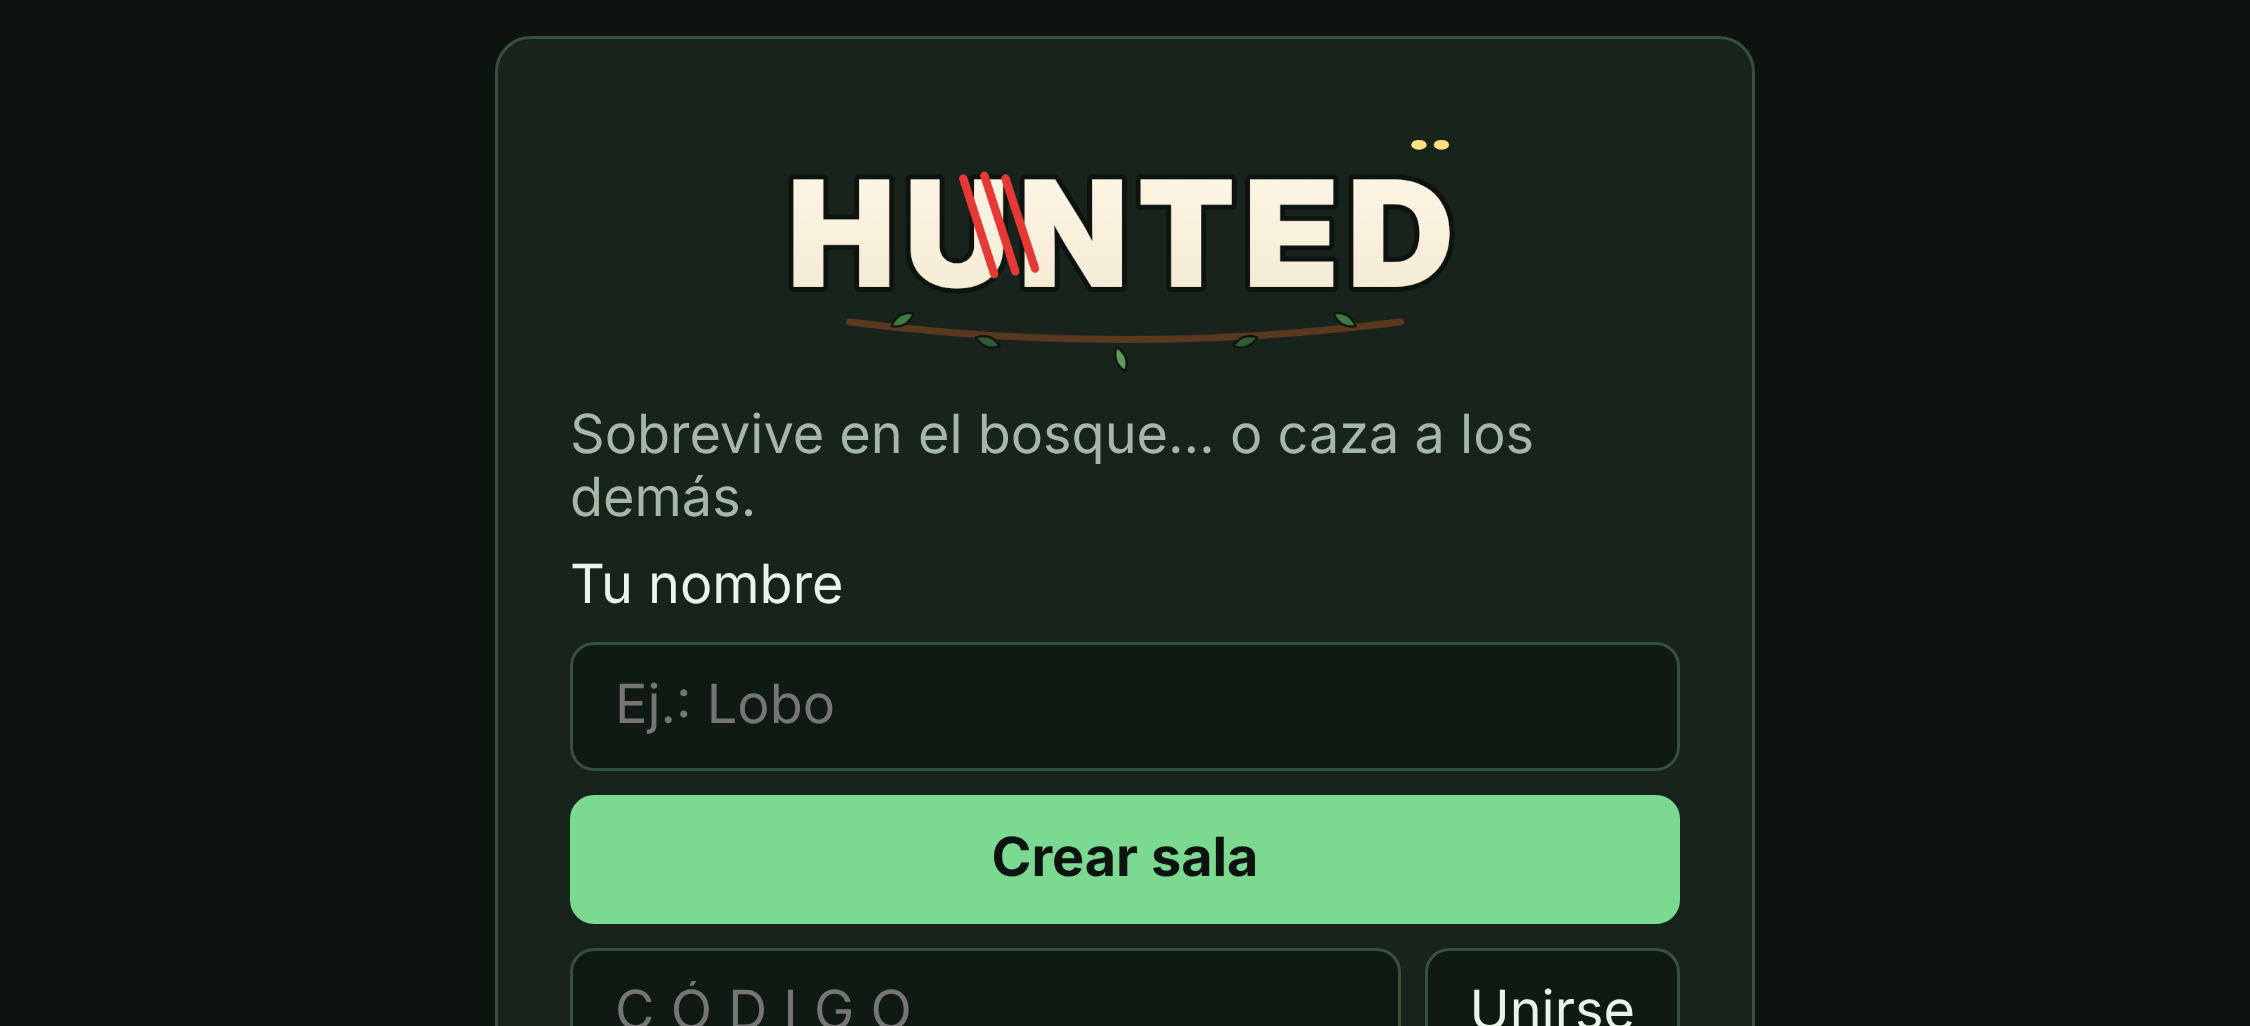 HUNTED
Sobrevive en el bosque... o caza a los
demás.
Tu nombre
Ej.: Lobo
Crear sala
CÓDIGO
Unirse